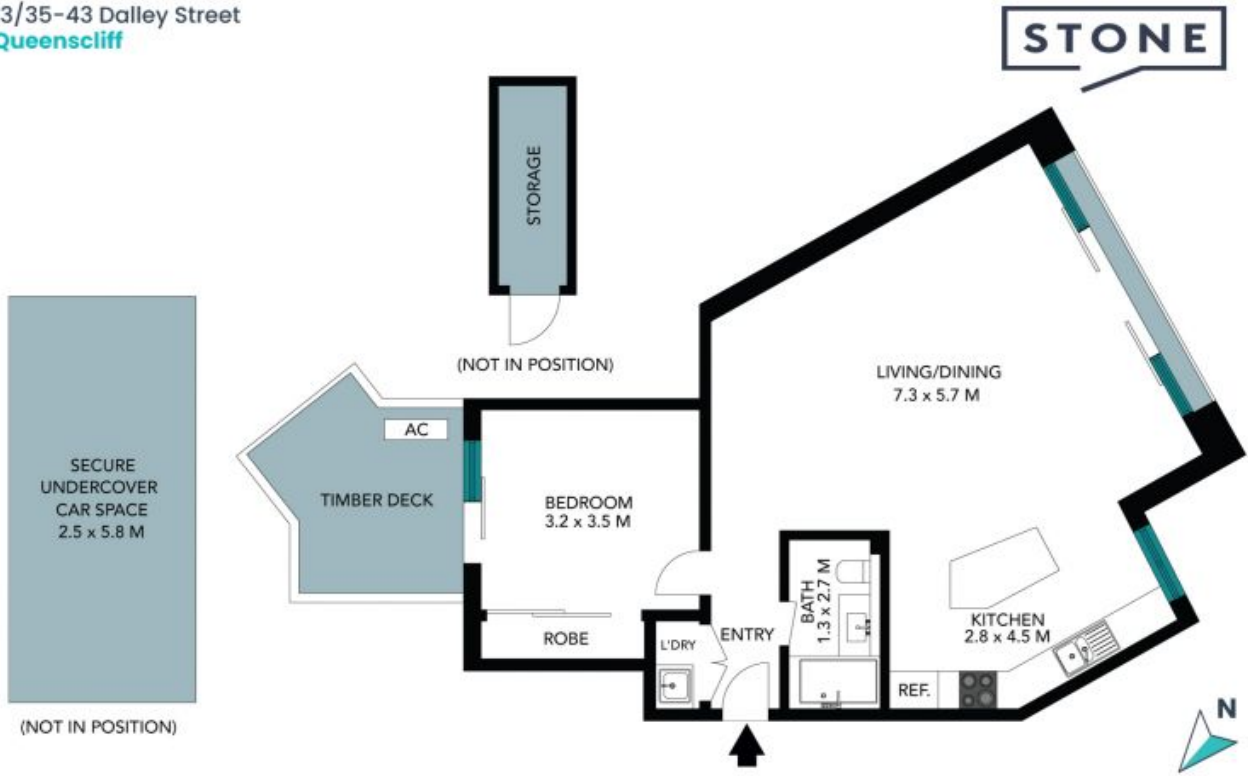 3/35-43 Dalley Street
Queenscliff
STONE
STORAGE
(NOT IN POSITION)
LIVING/DINING
7.3 x 5.7 M
AC
SECURE
UNDERCOVER
CAR SPACE
2.5 x 5.8 M
TIMBER DECK
BEDROOM
3.2 x 3.5 M
BATH
1.3 x 2.7 M
KITCHEN
2.8 x 4.5 M
ROBE
L'DRY
ENTRY
REF.
(NOT IN POSITION)
N